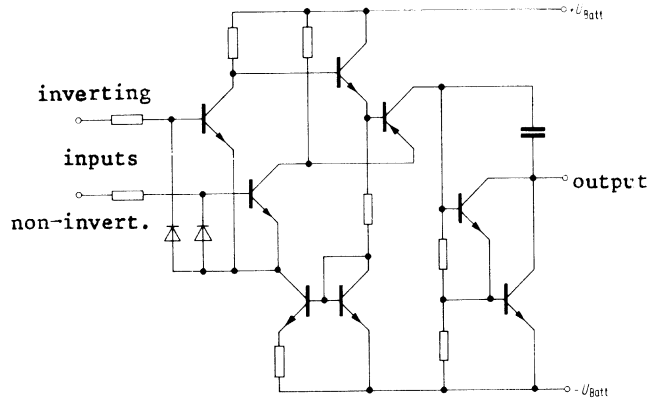 +UBatt
inverting
inputs
output
non-invert.
-UBatt